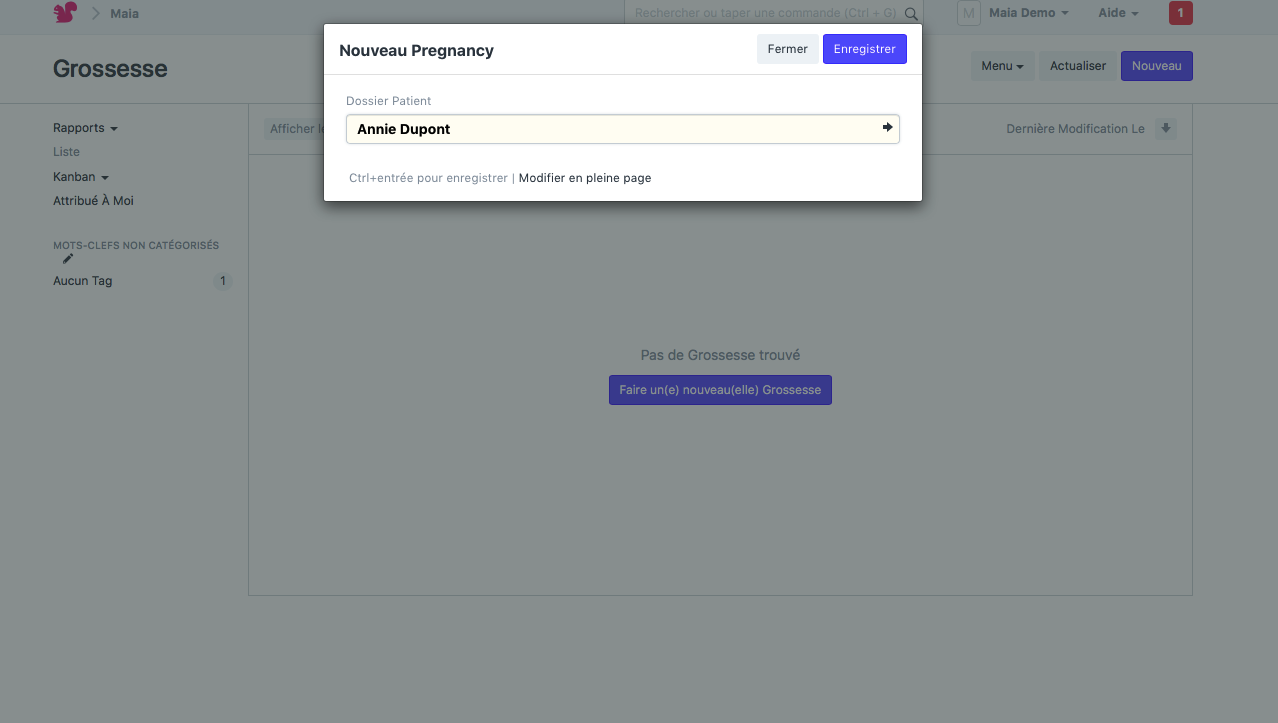 Maia
Rechercher ou taper une commande (Ctrl + G)
M
Maia Demo
Aide
1
Nouveau Pregnancy
Fermer
Enregistrer
Grossesse
Menu
Actualiser
Nouveau
Dossier Patient
Annie Dupont
Ctrl+entrée pour enregistrer | Modifier en pleine page
Rapports
Liste
Kanban
Attribué À Moi
MOTS-CLEFS NON CATÉGORISÉS
Aucun Tag
1
Afficher
Dernière Modification Le
Pas de Grossesse trouvé
Faire un(e) nouveau(elle) Grossesse